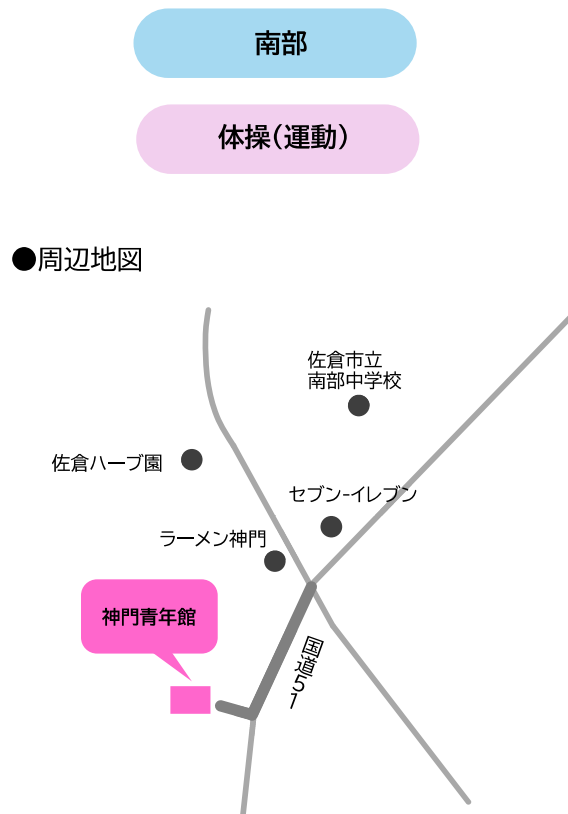 南部
体操(運動)
●周辺地図
佐倉市立
南部中学校
佐倉ハーブ園
セブン-イレブン
ラーメン神門
神門青年館
国道51